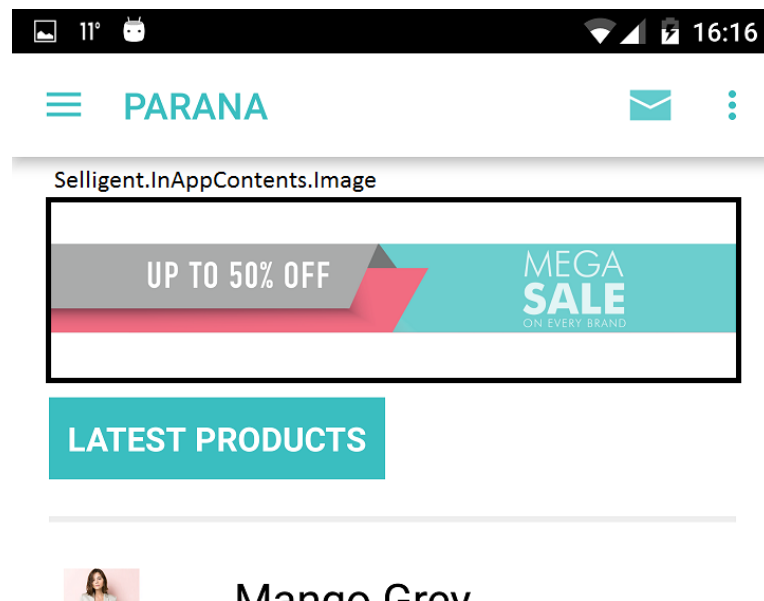 11° 16:16
PARANA
Selligent.InAppContents.Image
UP TO 50% OFF
MEGA
SALE
ON EVERY BRAND
LATEST PRODUCTS
Mango Grey